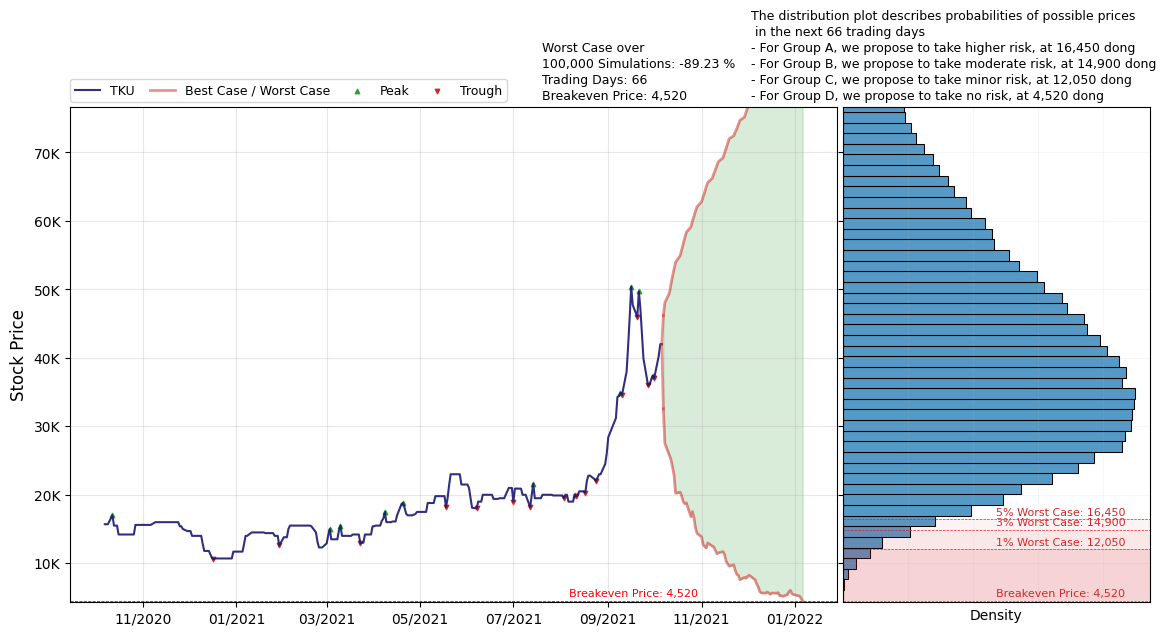 The distribution plot describes probabilities of possible prices
in the next 66 trading days
- For Group A, we propose to take higher risk, at 16,450 dong
- For Group B, we propose to take moderate risk, at 14,900 dong
- For Group C, we propose to take minor risk, at 12,050 dong
- For Group D, we propose to take no risk, at 4,520 dong
Worst Case over
100,000 Simulations: -89.23 %
Trading Days: 66
Breakeven Price: 4,520
TKU
Best Case / Worst Case
Peak
Trough
Stock Price
70K
60K
50K
40K
30K
20K
10K
Breakeven Price: 4,520
11/2020
01/2021
03/2021
05/2021
07/2021
09/2021
11/2021
01/2022
5% Worst Case: 16,450
3% Worst Case: 14,900
1% Worst Case: 12,050
Breakeven Price: 4,520
Density